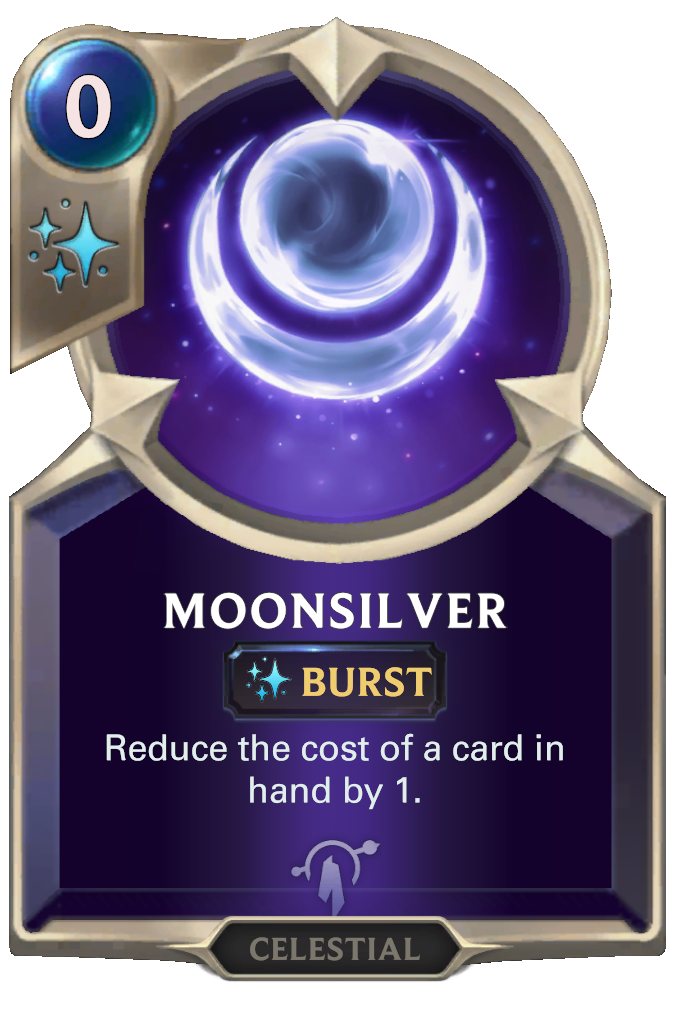 0
MOONSILVER
BURST
Reduce the cost of a card in
hand by 1.
CELESTIAL